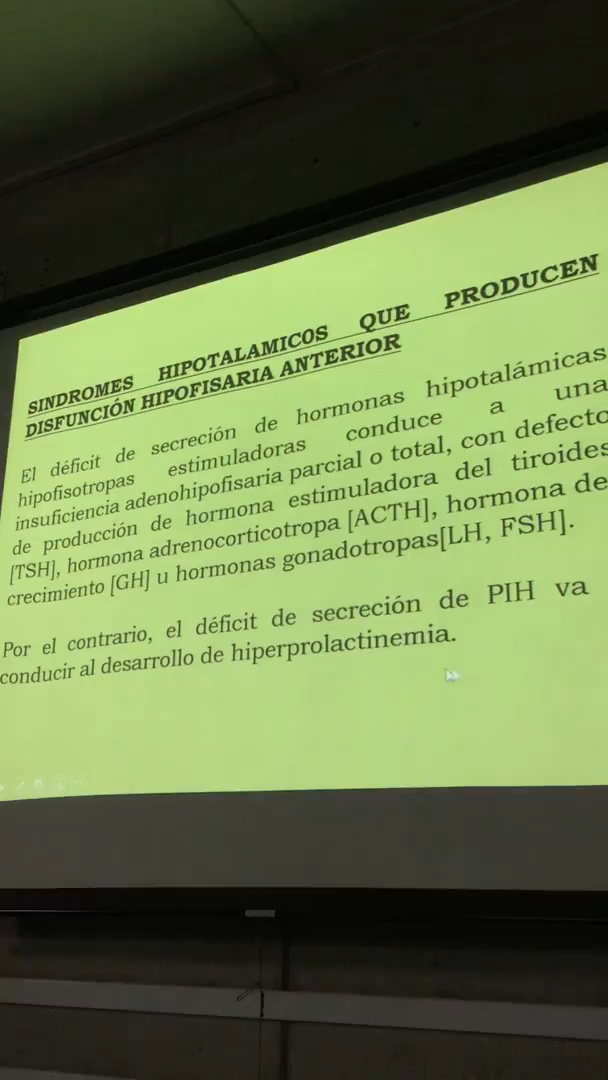 SINDROMES HIPOTALAMICOS QUE PRODUCEN
DISFUNCIÓN HIPOFISARIA ANTERIOR
El déficit de secreción de hormonas hipotalámicas
hipofisotropas estimuladoras conduce a una
insuficiencia adenohipofisaria parcial o total, con defecto
de producción de hormona estimuladora del tiroides
[TSH], hormona adrenocorticotropa [ACTH], hormona de
crecimiento [GH] u hormonas gonadotropas[LH, FSH].
Por el contrario, el déficit de secreción de PIH va
conducir al desarrollo de hiperprolactinemia.